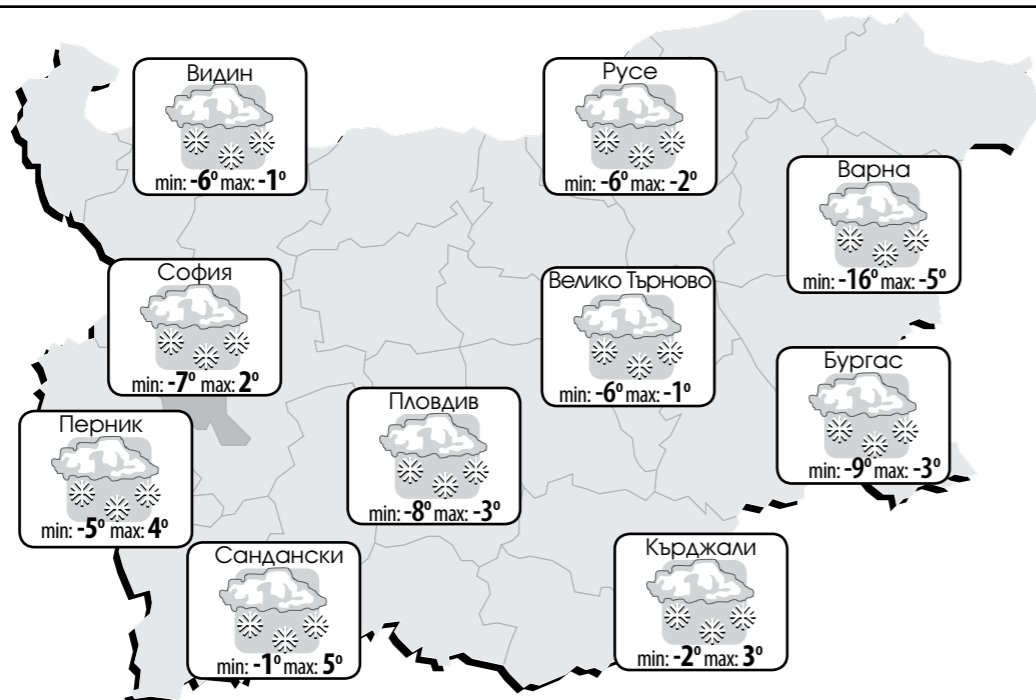 Видин
min: -6° max: -1°
Русе
min: -6° max: -2°
Варна
min: -16° max: -5°
София
min: -7° max: 2°
Велико Търново
min: -6° max: -1°
Бургас
min: -9° max: -3°
Пловдив
min: -8° max: -3°
Перник
min: -5° max: 4°
Сандански
min: -1° max: 5°
Кърджали
min: -2° max: 3°